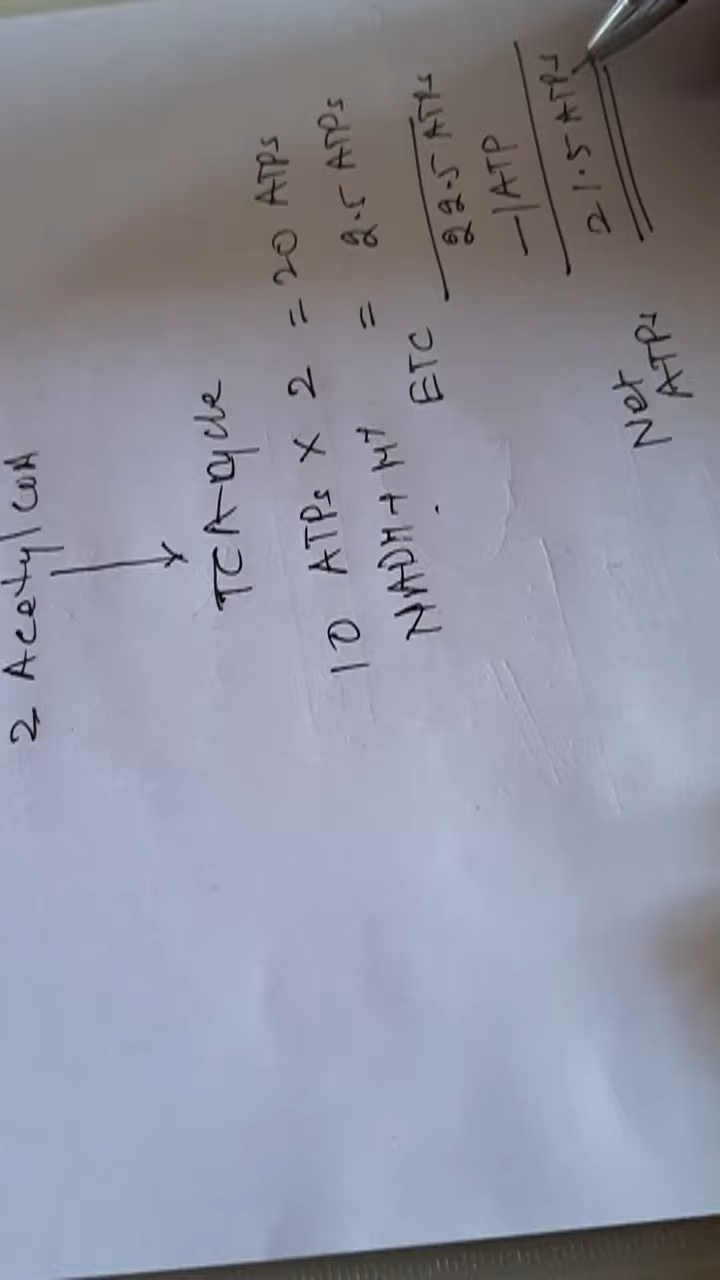 2 Acetyl CoA
TCA-cycle
10 ATPs × 2 = 20 ATPs
NADH + H+ = 2.5 ATPs
ETC
22.5 ATPs
-1 ATP
21.5 ATPs
Net
ATPs